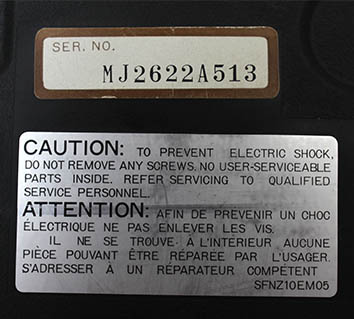 SER. NO.
MJ2622A513
CAUTION: TO PREVENT ELECTRIC SHOCK,
DO NOT REMOVE ANY SCREWS. NO USER-SERVICEABLE
PARTS INSIDE. REFER SERVICING TO QUALIFIED
SERVICE PERSONNEL.
ATTENTION: AFIN DE PREVENIR UN CHOC
ÉLECTRIQUE NE PAS ENLEVER LES VIS.
IL NE SE TROUVE À L'INTÉRIEUR AUCUNE
PIÈCE POUVANT ÊTRE RÉPARÉE PAR L'USAGER.
S'ADRESSER À UN RÉPARATEUR COMPÉTENT
SFNZ10EM05